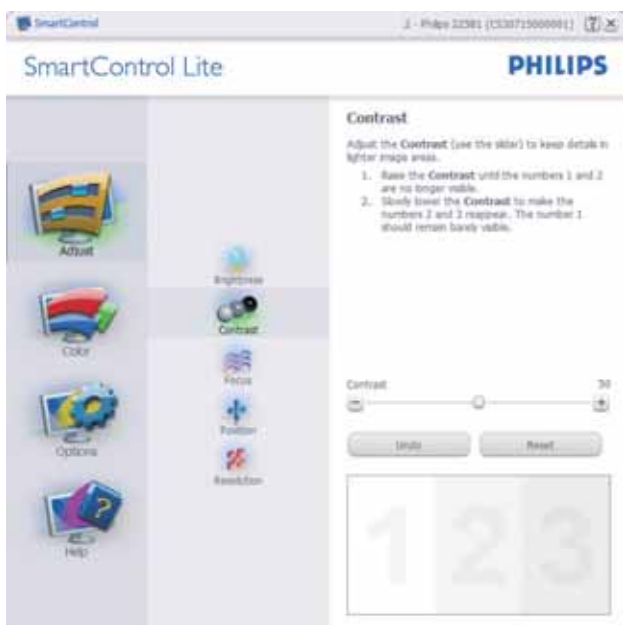 SmartControl
SmartControl Lite
PHILIPS
Contrast
Adjust the Contrast (use the slider) to keep details in
lighter image areas.
1. Raise the Contrast until the numbers 1 and 2
are no longer visible.
2. Slowly lower the Contrast to make the
numbers 2 and 3 reappear. The number 1
should remain barely visible.
Adjust
Color
Options
Help
Brightness
Contrast
Focus
Position
Resolution
Contrast 50
Undo Reset
1 2 3